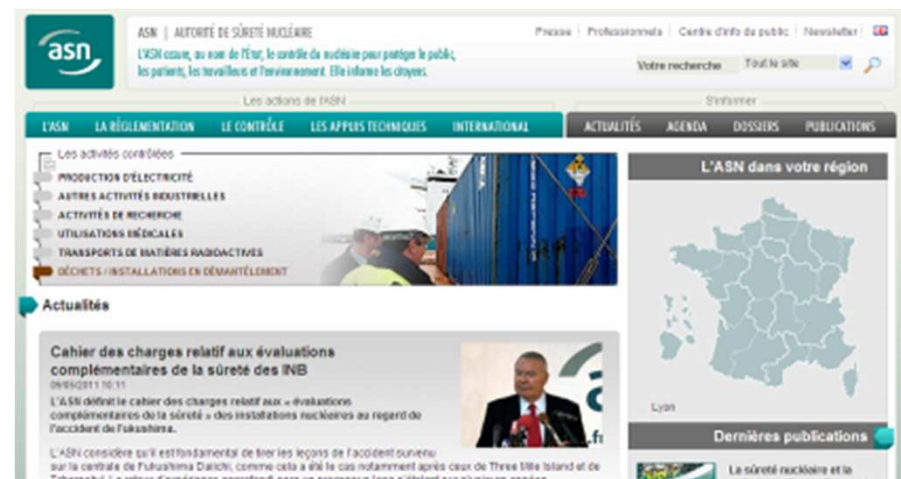 asn
ASN | AUTORITÉ DE SÛRETÉ NUCLÉAIRE
L'ASN assure, au nom de l'État, le contrôle du nucléaire pour protéger le public,
les patients, les travailleurs et l'environnement. Elle informe les citoyens.
Presse | Professionnels | Centre d'info du public | Newsletter
Votre recherche Tout le site
Les actions de l'ASN
S'informer
L'ASN LA RÉGLEMENTATION LE CONTRÔLE LES APPUIS TECHNIQUES INTERNATIONAL ACTUALITÉS AGENDA DOSSIERS PUBLICATIONS
Les activités contrôlées
PRODUCTION D'ÉLECTRICITÉ
AUTRES ACTIVITÉS INDUSTRIELLES
ACTIVITÉS DE RECHERCHE
UTILISATIONS MÉDICALES
TRANSPORTS DE MATIÈRES RADIOACTIVES
DÉCHETS / INSTALLATIONS EN DÉMANTÈLEMENT
L'ASN dans votre région
Lyon
Actualités
Cahier des charges relatif aux évaluations
complémentaires de la sûreté des INB
09/05/2011 10:11
L'ASN définit le cahier des charges relatif aux « évaluations
complémentaires de la sûreté » des installations nucléaires au regard de
l'accident de Fukushima.
L'ASN considère qu'il est fondamental de tirer les leçons de l'accident survenu
sur la centrale de Fukushima Daiichi, comme cela a été le cas notamment après ceux de Three Mile Island et de
.fr
Dernières publications
La sûreté nucléaire et la